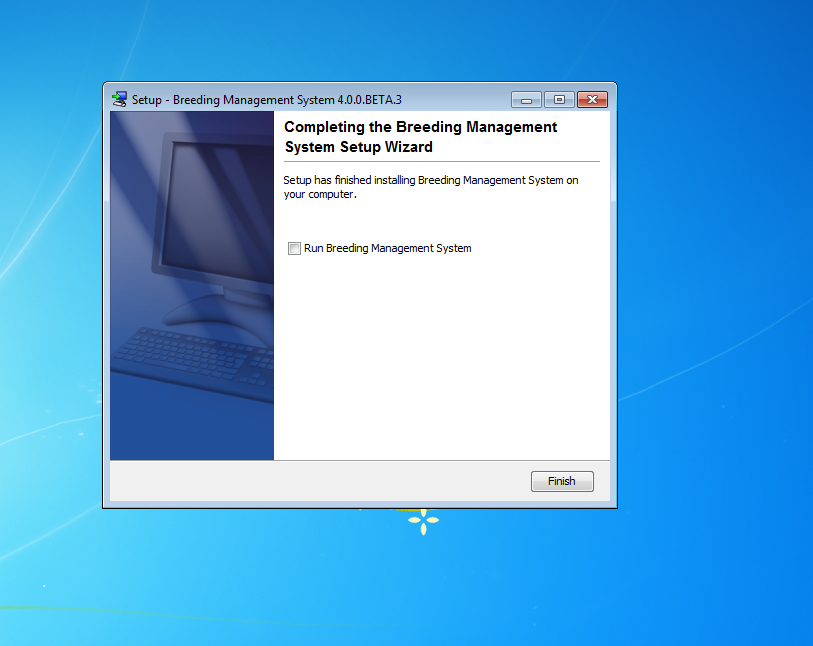 Setup - Breeding Management System 4.0.0.BETA.3
Completing the Breeding Management
System Setup Wizard
Setup has finished installing Breeding Management System on
your computer.
Run Breeding Management System
Finish